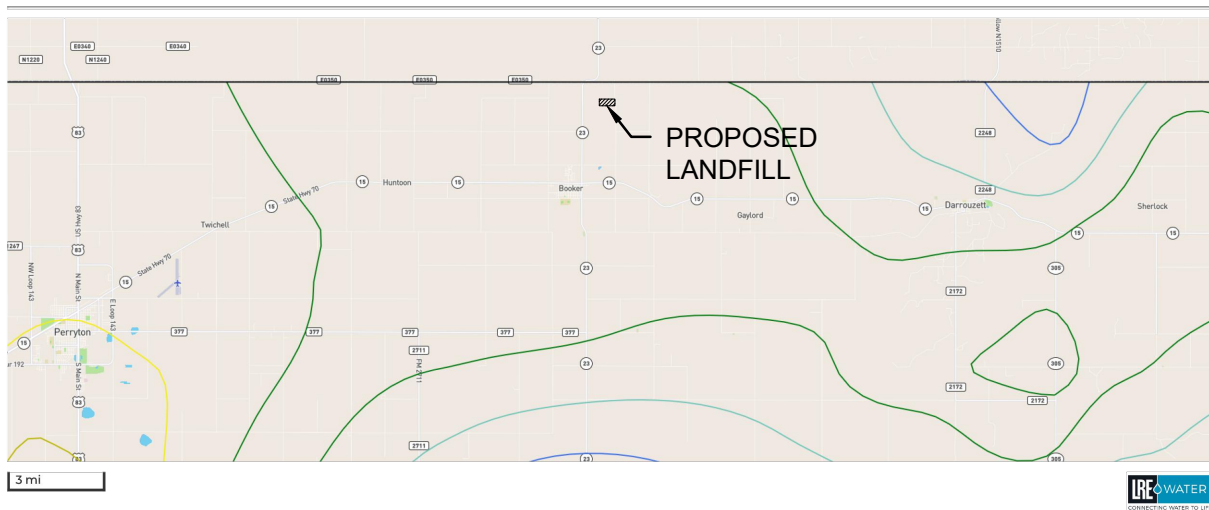 E0340
E0340
23
N1220
N1240
E0350
E0350
E0350
83
23
2248
PROPOSED
LANDFILL
15
Huntoon
15
Booker
15
2248
State Hwy 70
15
15
15
15
Darrouzett
Sherlock
Gaylord
Twichell
US Hwy 83
83
15
15
State Hwy 70
23
305
NW Loop 143
N Main St
E Loop 143
15
2172
Perryton
377
377
377
377
15
2711
FM 2711
23
305
S Main St
2172
83
2172
2711
83
23
305
3 mi
LRE WATER
CONNECTING WATER TO LIFE